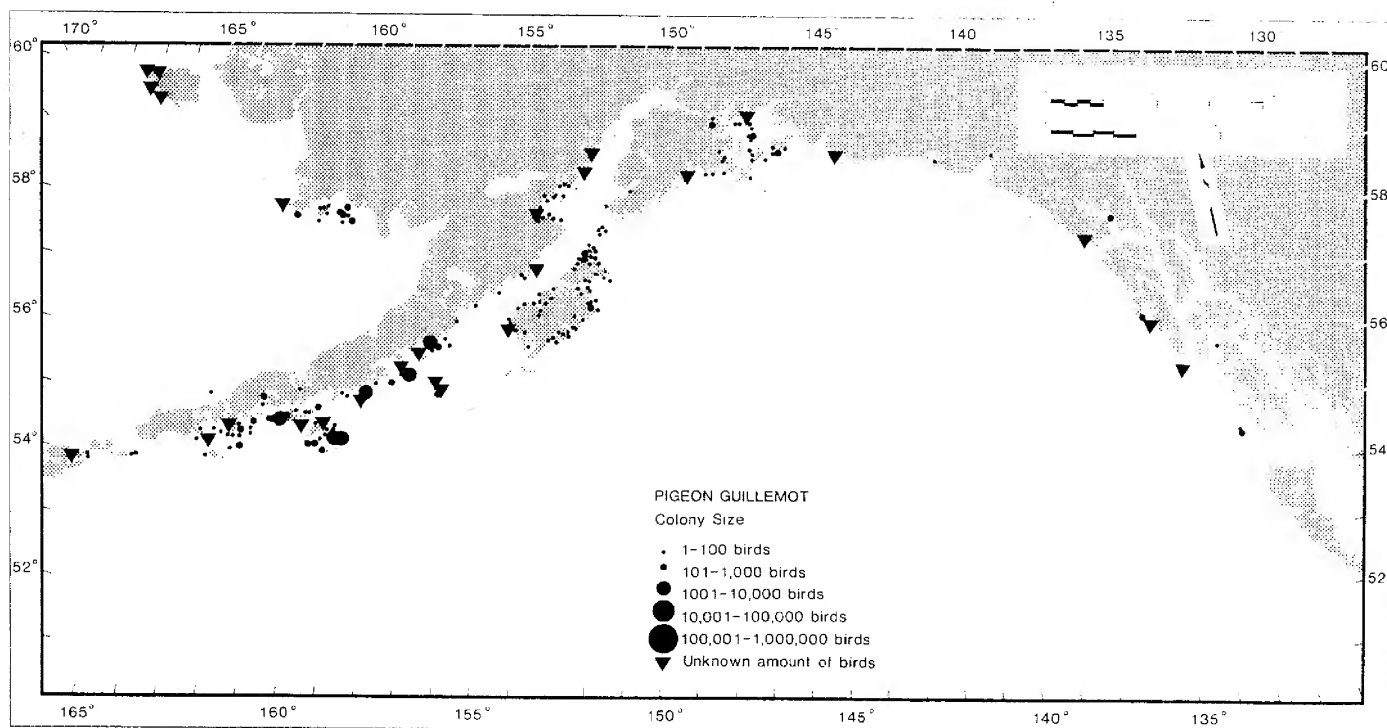 170° 165° 160° 155° 150° 145° 140° 135° 130°
60° 60
58° 58
56° 56
54° 54
52° 52
PIGEON GUILLEMOT
Colony Size
1-100 birds
101-1,000 birds
1001-10,000 birds
10,001-100,000 birds
100,001-1,000,000 birds
Unknown amount of birds
165° 160° 155° 150° 145° 140° 135°